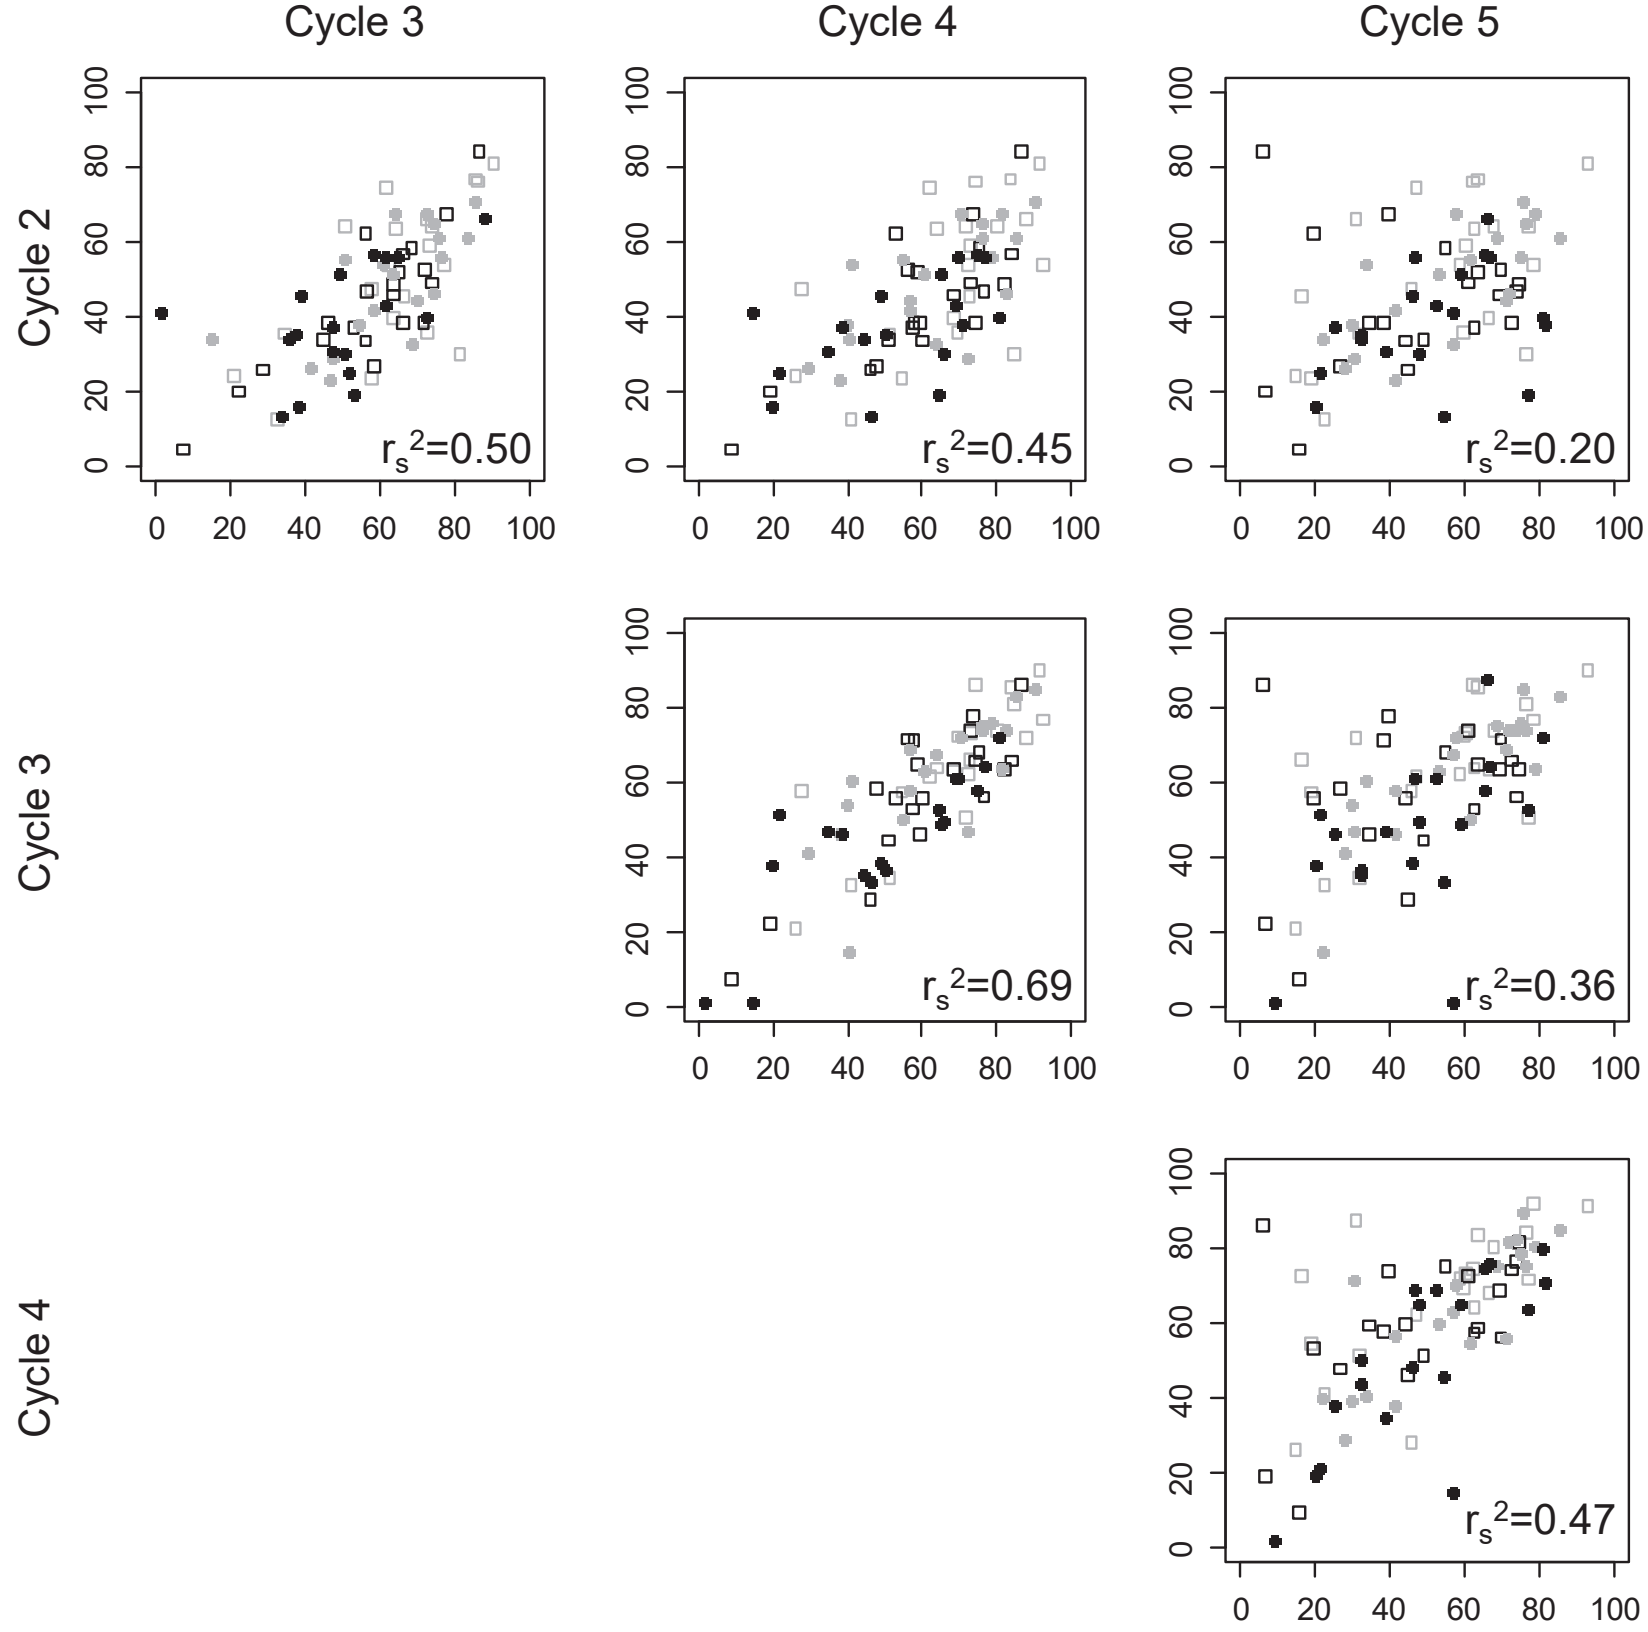 Cycle 3 Cycle 4 Cycle 5
Cycle 2
100 80 60 40 20 0
r_s^2=0.50
0 20 40 60 80 100
100 80 60 40 20 0
r_s^2=0.45
0 20 40 60 80 100
100 80 60 40 20 0
r_s^2=0.20
0 20 40 60 80 100
Cycle 3
100 80 60 40 20 0
r_s^2=0.69
0 20 40 60 80 100
100 80 60 40 20 0
r_s^2=0.36
0 20 40 60 80 100
Cycle 4
100 80 60 40 20 0
r_s^2=0.47
0 20 40 60 80 100